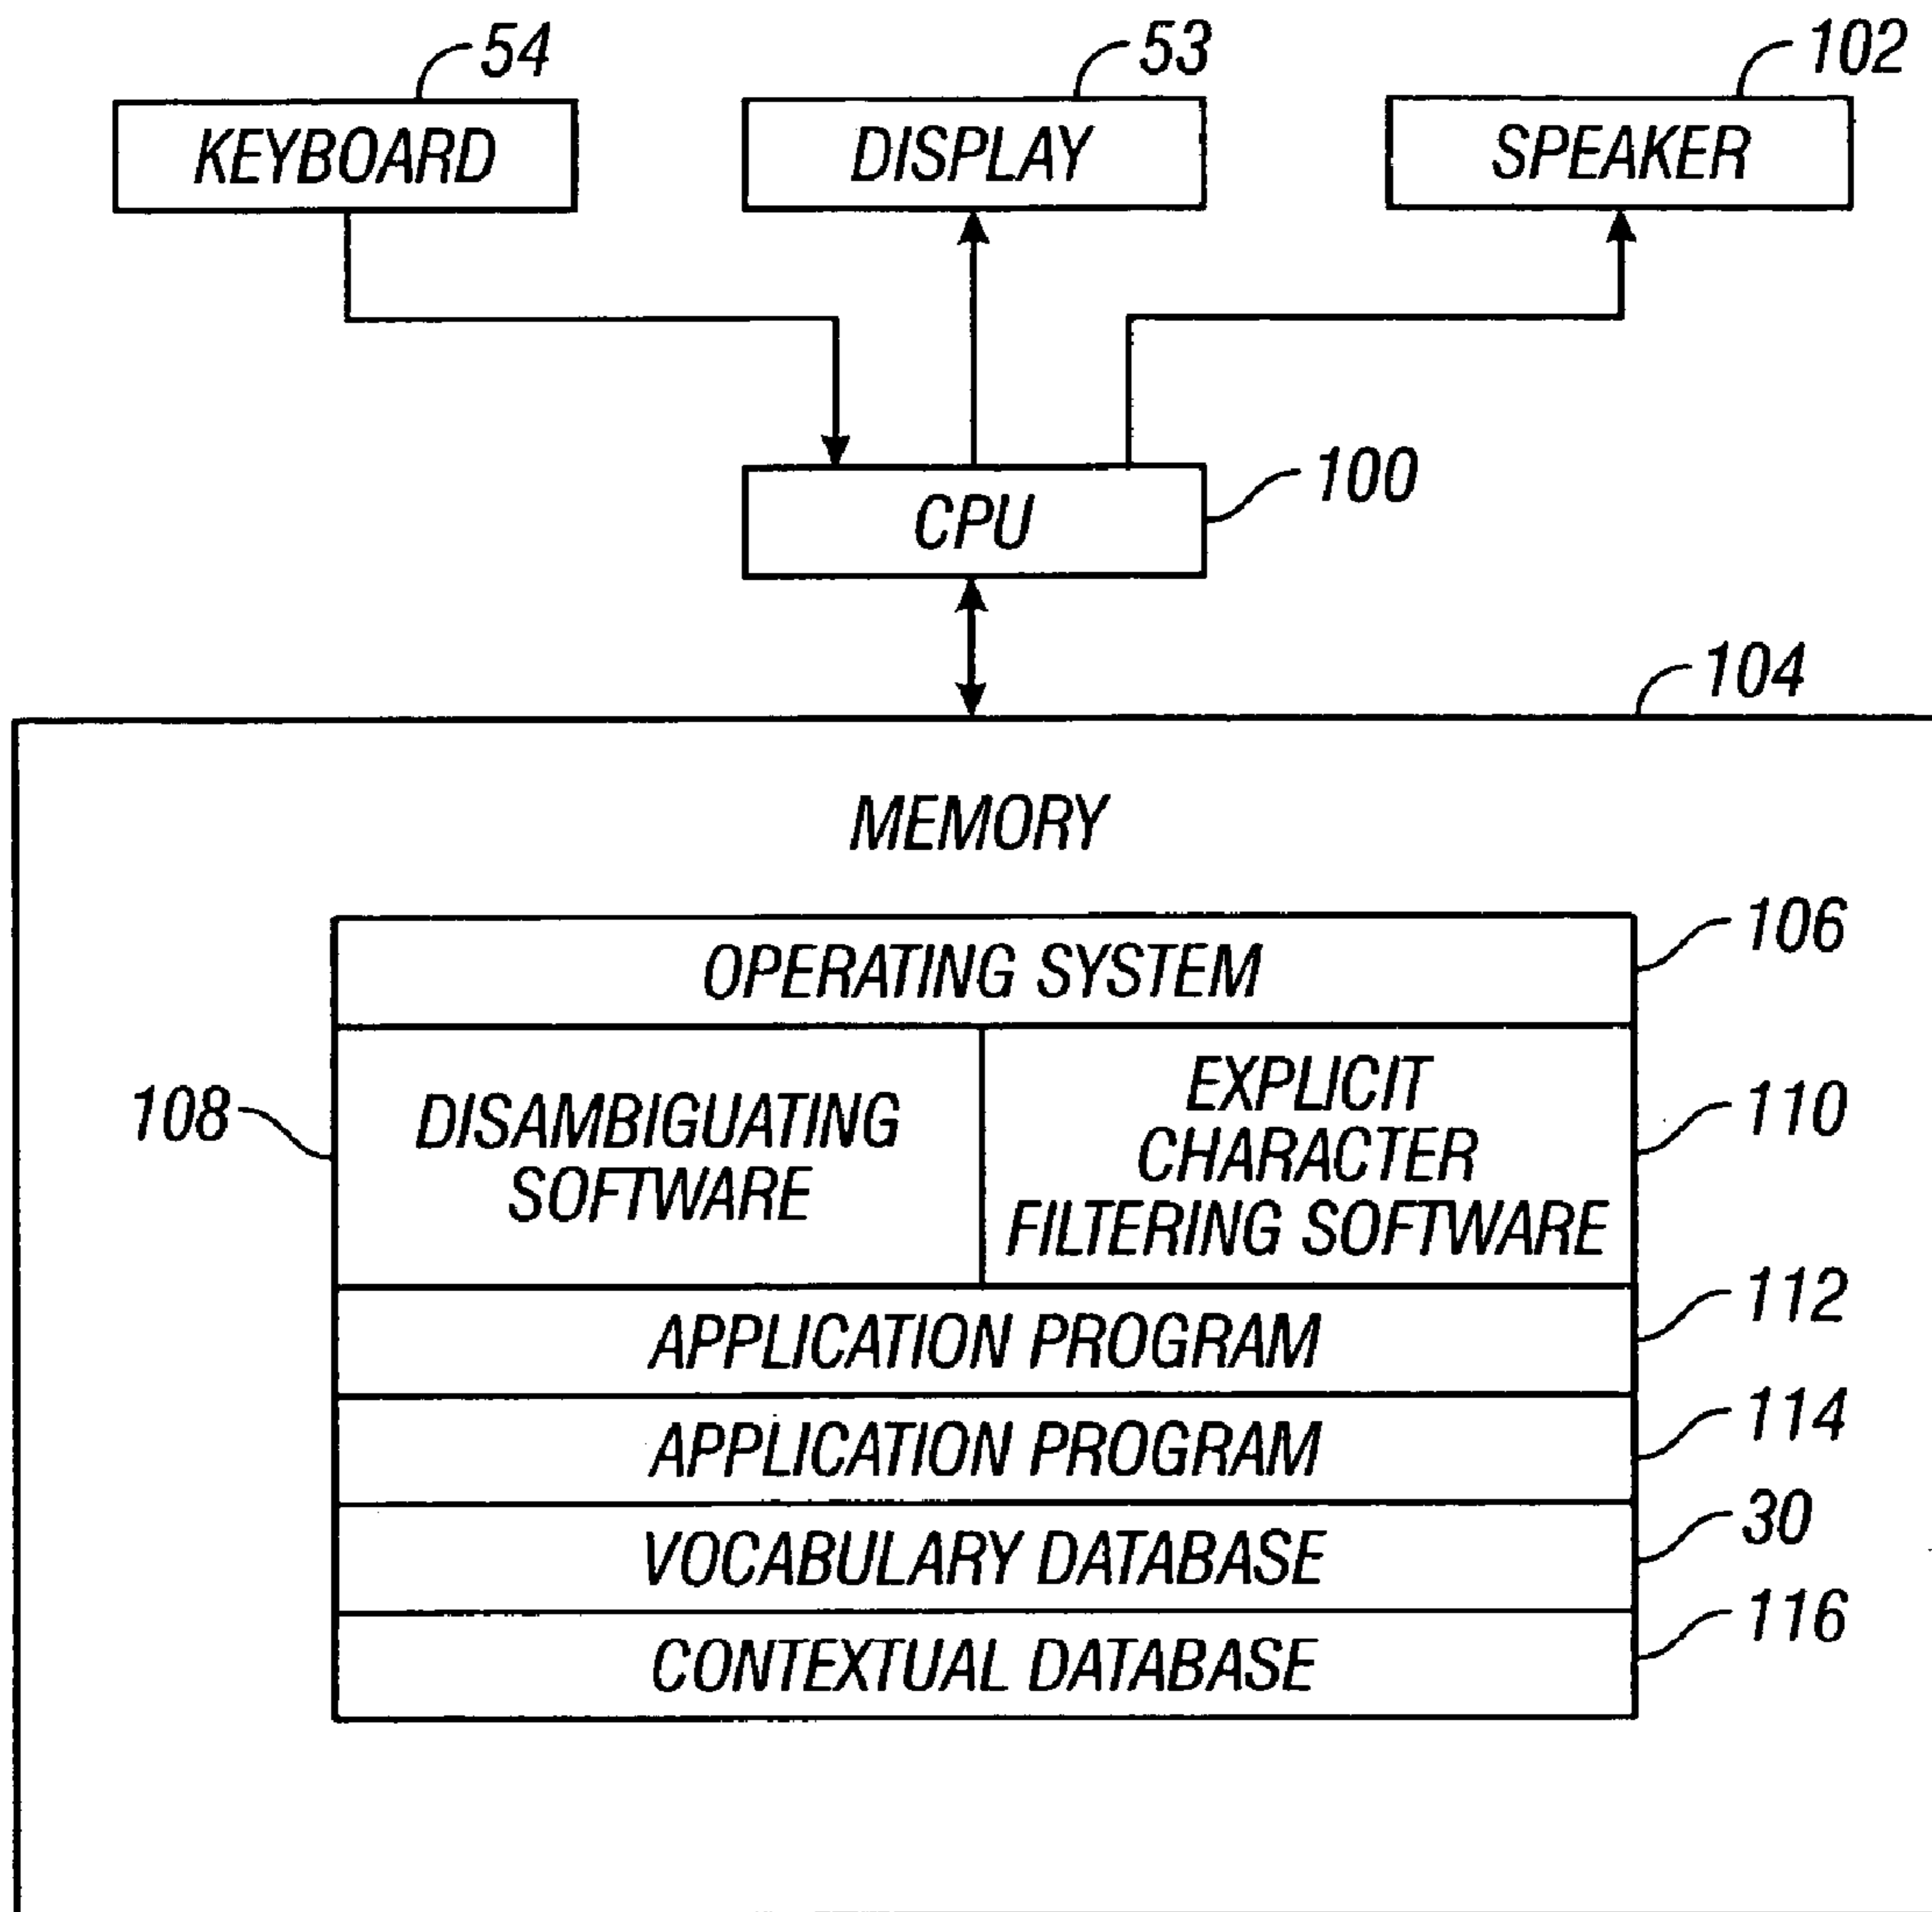 54
53
102
KEYBOARD
DISPLAY
SPEAKER
CPU
100
104
MEMORY
OPERATING SYSTEM
106
108
DISAMBIGUATING
SOFTWARE
EXPLICIT
CHARACTER
FILTERING SOFTWARE
110
APPLICATION PROGRAM
112
APPLICATION PROGRAM
114
VOCABULARY DATABASE
30
CONTEXTUAL DATABASE
116